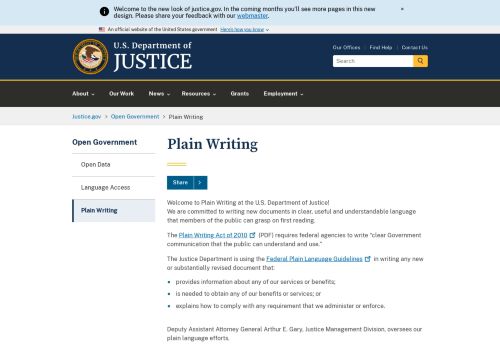 Welcome to the new look of justice.gov. In the coming months you'll see more pages in this new
design. Please share your feedback with our webmaster.
×
An official website of the United States government Here's how you know
U.S. Department of
JUSTICE
Our Offices | Find Help | Contact Us
Search
About
Our Work
News
Resources
Grants
Employment
Justice.gov > Open Government > Plain Writing
Open Government
Open Data
Language Access
Plain Writing
Plain Writing
Share >
Welcome to Plain Writing at the U.S. Department of Justice!
We are committed to writing new documents in clear, useful and understandable language
that members of the public can grasp on first reading.
The Plain Writing Act of 2010 (PDF) requires federal agencies to write "clear Government
communication that the public can understand and use."
The Justice Department is using the Federal Plain Language Guidelines in writing any new
or substantially revised document that:
• provides information about any of our services or benefits;
• is needed to obtain any of our benefits or services; or
• explains how to comply with any requirement that we administer or enforce.
Deputy Assistant Attorney General Arthur E. Gary, Justice Management Division, oversees our
plain language efforts.